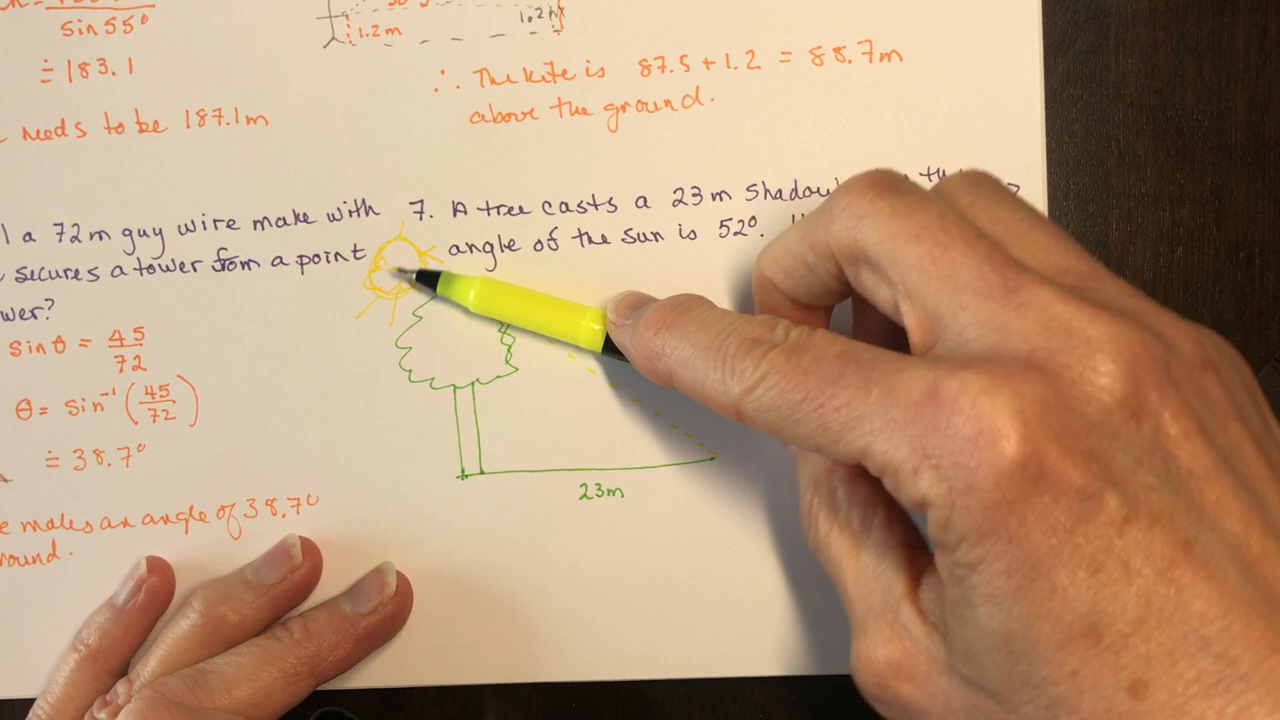 Sin 55°
≐ 183.1
needs to be 187.1m
1.2m
1.2m
∴ The kite is 87.5 + 1.2 = 88.7m
above the ground.
a 72m guy wire make with
secures a tower from a point
wer?
sin θ = 45/72
θ = sin⁻¹(45/72)
≐ 38.7°
e makes an angle of 38.7°
round.
7. A tree casts a 23m shadow
angle of the sun is 52°.
23m